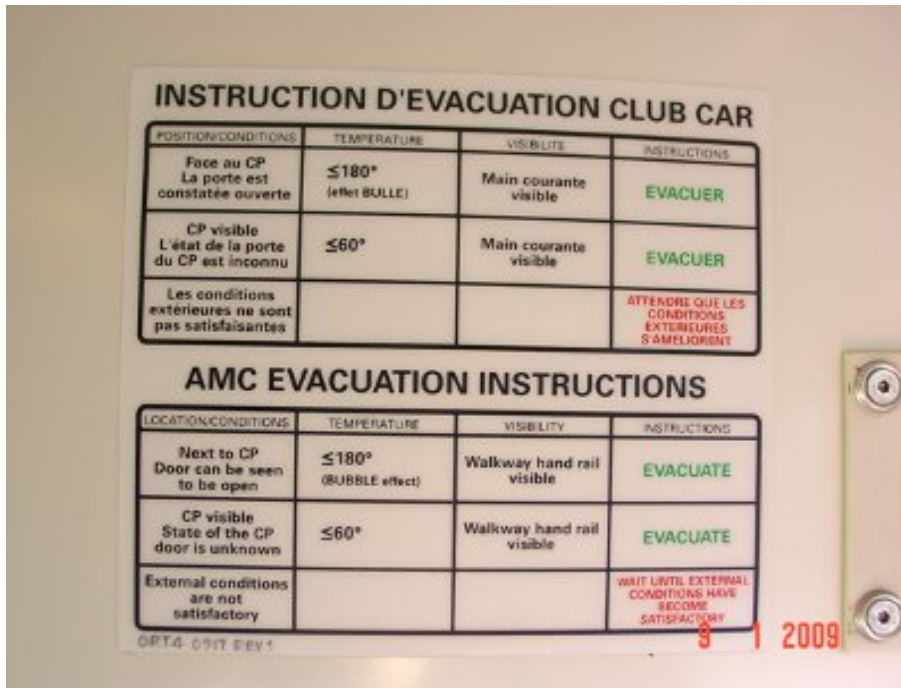 INSTRUCTION D'EVACUATION CLUB CAR
POSITION/CONDITIONS TEMPERATURE VISIBILITE INSTRUCTIONS
Face au CP
La porte est
constatée ouverte
≤180°
(effet BULLE)
Main courante
visible
EVACUER
CP visible
L'état de la porte
du CP est inconnu
≤60°
Main courante
visible
EVACUER
Les conditions
extérieures ne sont
pas satisfaisantes
ATTENDRE QUE LES
CONDITIONS
EXTERIEURES
S'AMELIORENT
AMC EVACUATION INSTRUCTIONS
LOCATION/CONDITIONS TEMPERATURE VISIBILITY INSTRUCTIONS
Next to CP
Door can be seen
to be open
≤180°
(BUBBLE effect)
Walkway hand rail
visible
EVACUATE
CP visible
State of the CP
door is unknown
≤60°
Walkway hand rail
visible
EVACUATE
External conditions
are not
satisfactory
WAIT UNTIL EXTERNAL
CONDITIONS HAVE
BECOME
SATISFACTORY
9 1 2009